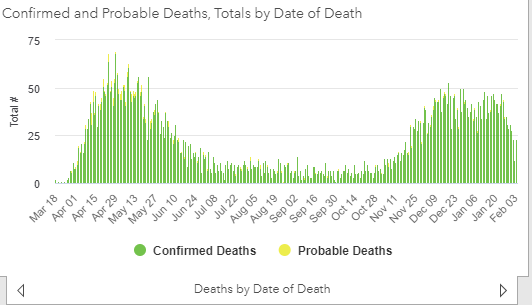 Confirmed and Probable Deaths, Totals by Date of Death
75
50
25
0
Total #
Mar 18
Apr 01
Apr 15
Apr 29
May 13
May 27
Jun 10
Jun 24
Jul 08
Jul 22
Aug 05
Aug 19
Sep 02
Sep 16
Sep 30
Oct 14
Oct 28
Nov 11
Nov 25
Dec 09
Dec 23
Jan 06
Jan 20
Feb 03
Confirmed Deaths Probable Deaths
Deaths by Date of Death